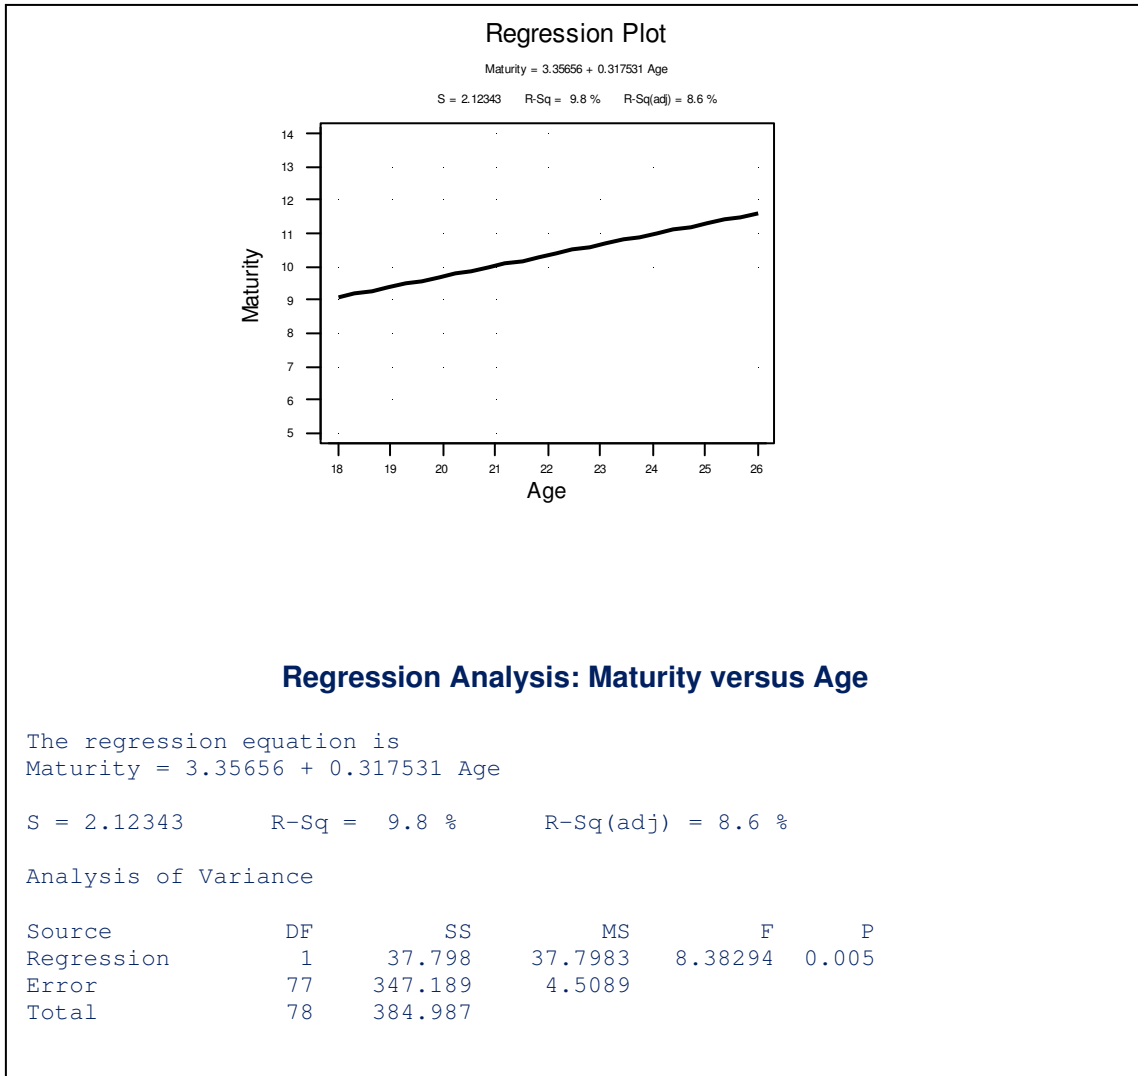 Regression Plot
Maturity = 3.35656 + 0.317531 Age
S = 2.12343 R-Sq = 9.8 % R-Sq(adj) = 8.6 %
14
13
12
11
10
9
8
7
6
5
Maturity
18 19 20 21 22 23 24 25 26
Age
Regression Analysis: Maturity versus Age
The regression equation is
Maturity = 3.35656 + 0.317531 Age
S = 2.12343 R-Sq = 9.8 % R-Sq(adj) = 8.6 %
Analysis of Variance
Source DF SS MS F P
Regression 1 37.798 37.7983 8.38294 0.005
Error 77 347.189 4.5089
Total 78 384.987